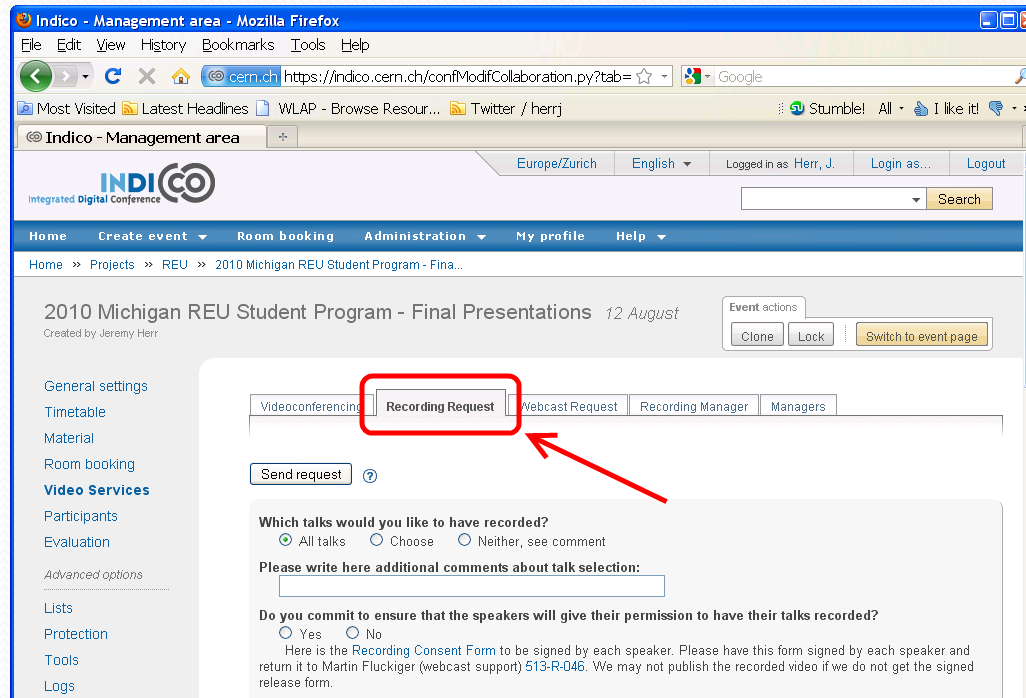 Indico - Management area - Mozilla Firefox
File Edit View History Bookmarks Tools Help
cern.ch https://indico.cern.ch/confModifCollaboration.py?tab= Google
Most Visited Latest Headlines WLAP - Browse Resour... Twitter / herrj Stumble! All I like it!
Indico - Management area
Europe/Zurich English Logged in as Herr, J. Login as... Logout
INDICO
Integrated Digital Conference
Search
Home Create event Room booking Administration My profile Help
Home » Projects » REU » 2010 Michigan REU Student Program - Fina...
2010 Michigan REU Student Program - Final Presentations 12 August
Created by Jeremy Herr
Event actions
Clone Lock Switch to event page
General settings
Timetable
Material
Room booking
Video Services
Participants
Evaluation
Advanced options
Lists
Protection
Tools
Logs
Videoconferencing Recording Request Webcast Request Recording Manager Managers
Send request ?
Which talks would you like to have recorded?
All talks Choose Neither, see comment
Please write here additional comments about talk selection:
Do you commit to ensure that the speakers will give their permission to have their talks recorded?
Yes No
Here is the Recording Consent Form to be signed by each speaker. Please have this form signed by each speaker and
return it to Martin Fluckiger (webcast support) 513-R-046. We may not publish the recorded video if we do not get the signed
release form.